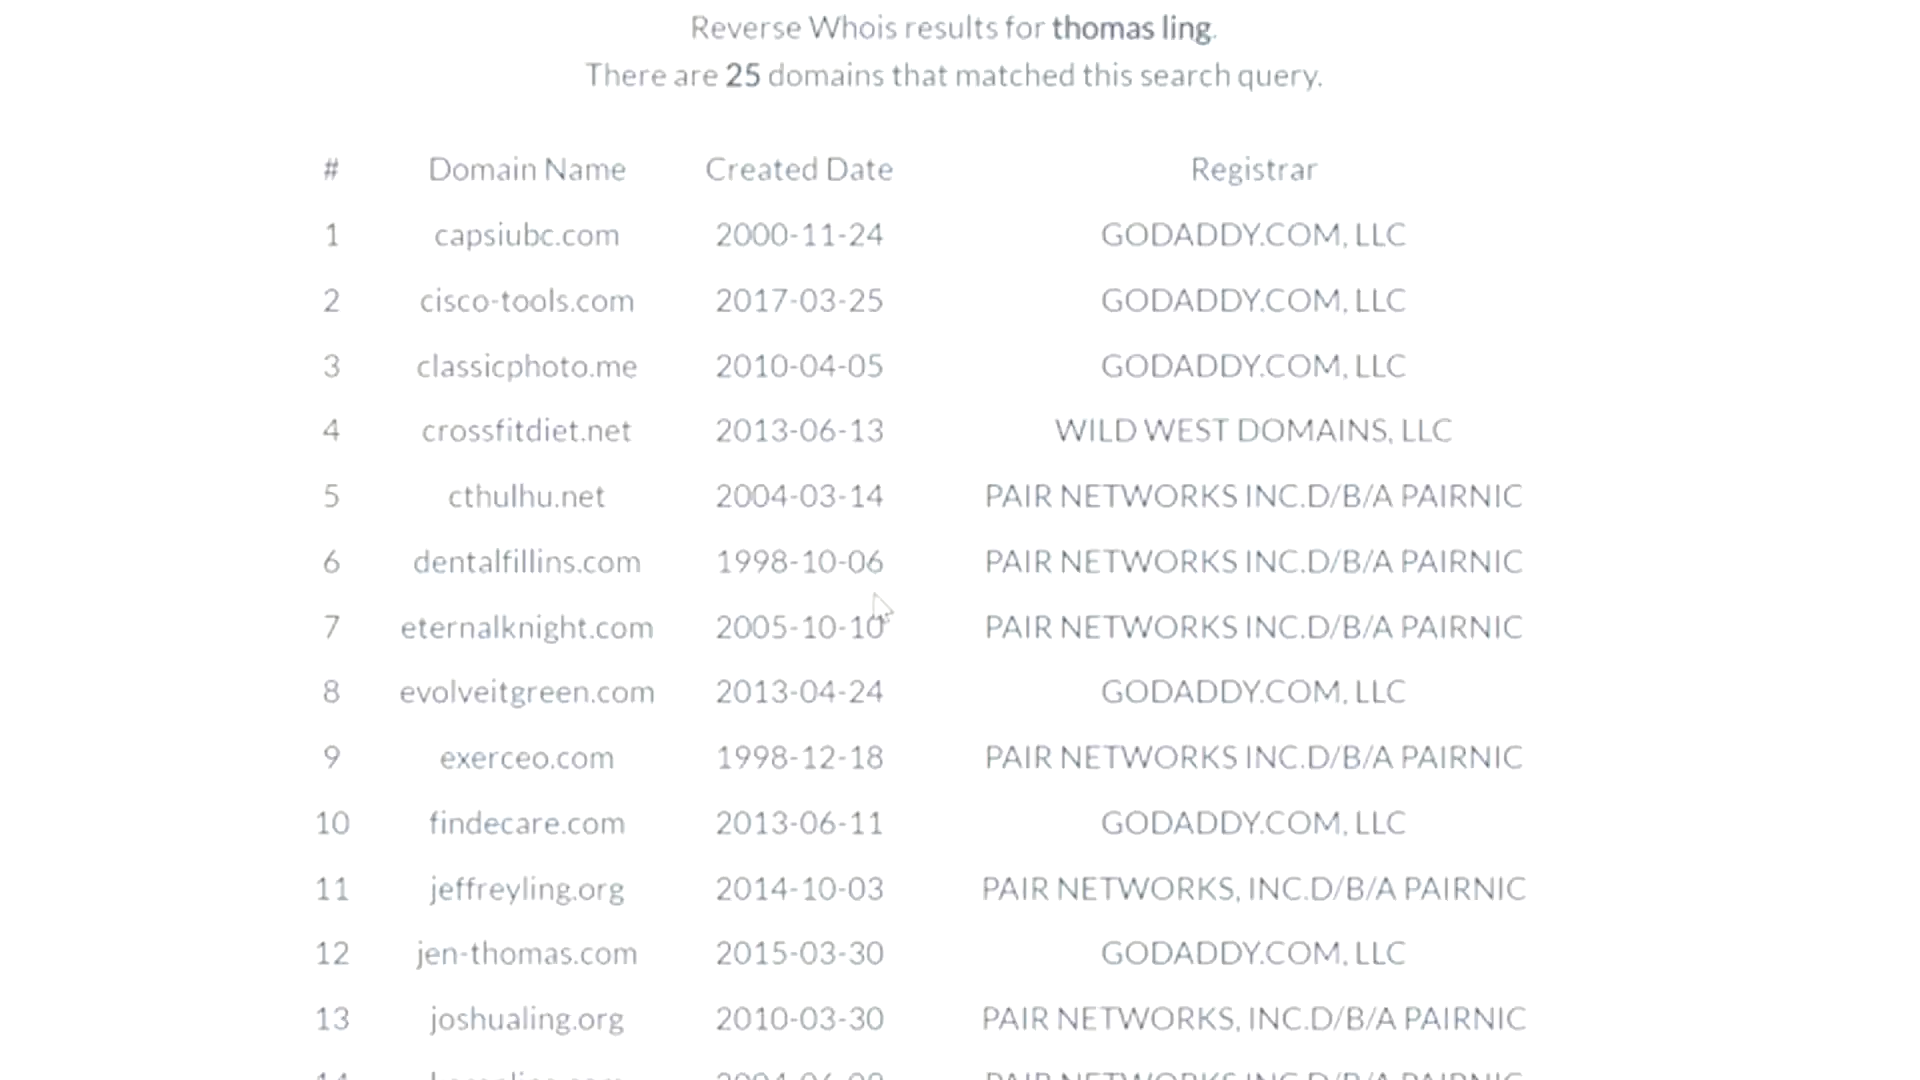 Reverse Whois results for thomas ling.
There are 25 domains that matched this search query.
# Domain Name Created Date Registrar
1 capsiubc.com 2000-11-24 GODADDY.COM, LLC
2 cisco-tools.com 2017-03-25 GODADDY.COM, LLC
3 classicphoto.me 2010-04-05 GODADDY.COM, LLC
4 crossfitdiet.net 2013-06-13 WILD WEST DOMAINS, LLC
5 cthulhu.net 2004-03-14 PAIR NETWORKS INC.D/B/A PAIRNIC
6 dentalfillins.com 1998-10-06 PAIR NETWORKS INC.D/B/A PAIRNIC
7 eternalknight.com 2005-10-10 PAIR NETWORKS INC.D/B/A PAIRNIC
8 evolveitgreen.com 2013-04-24 GODADDY.COM, LLC
9 exerceo.com 1998-12-18 PAIR NETWORKS INC.D/B/A PAIRNIC
10 findecare.com 2013-06-11 GODADDY.COM, LLC
11 jeffreyling.org 2014-10-03 PAIR NETWORKS, INC.D/B/A PAIRNIC
12 jen-thomas.com 2015-03-30 GODADDY.COM, LLC
13 joshualing.org 2010-03-30 PAIR NETWORKS, INC.D/B/A PAIRNIC